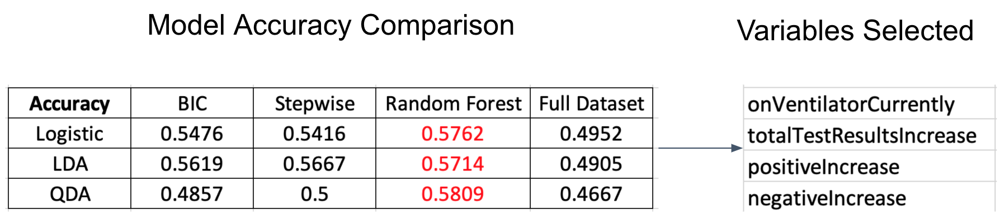 Model Accuracy Comparison
Variables Selected
Accuracy BIC Stepwise Random Forest Full Dataset
Logistic 0.5476 0.5416 0.5762 0.4952
LDA 0.5619 0.5667 0.5714 0.4905
QDA 0.4857 0.5 0.5809 0.4667
onVentilatorCurrently
totalTestResultsIncrease
positiveIncrease
negativeIncrease